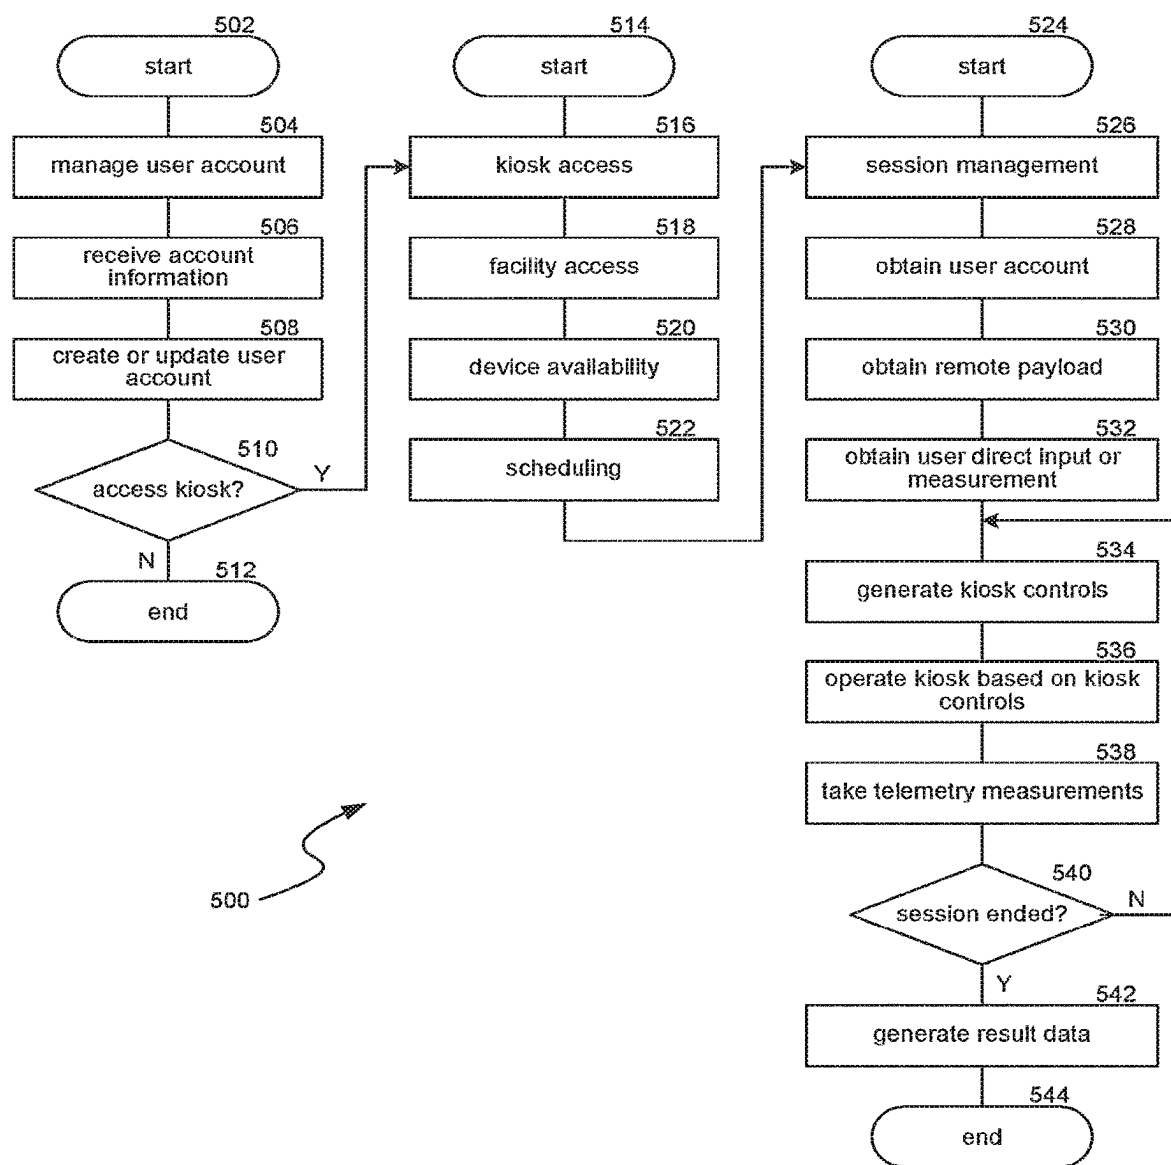 502
start
504
manage user account
506
receive account
information
508
create or update user
account
510
access kiosk?
Y
N
512
end
514
start
516
kiosk access
518
facility access
520
device availability
522
scheduling
524
start
526
session management
528
obtain user account
530
obtain remote payload
532
obtain user direct input or
measurement
534
generate kiosk controls
536
operate kiosk based on kiosk
controls
538
take telemetry measurements
540
session ended?
N
Y
542
generate result data
544
end
500